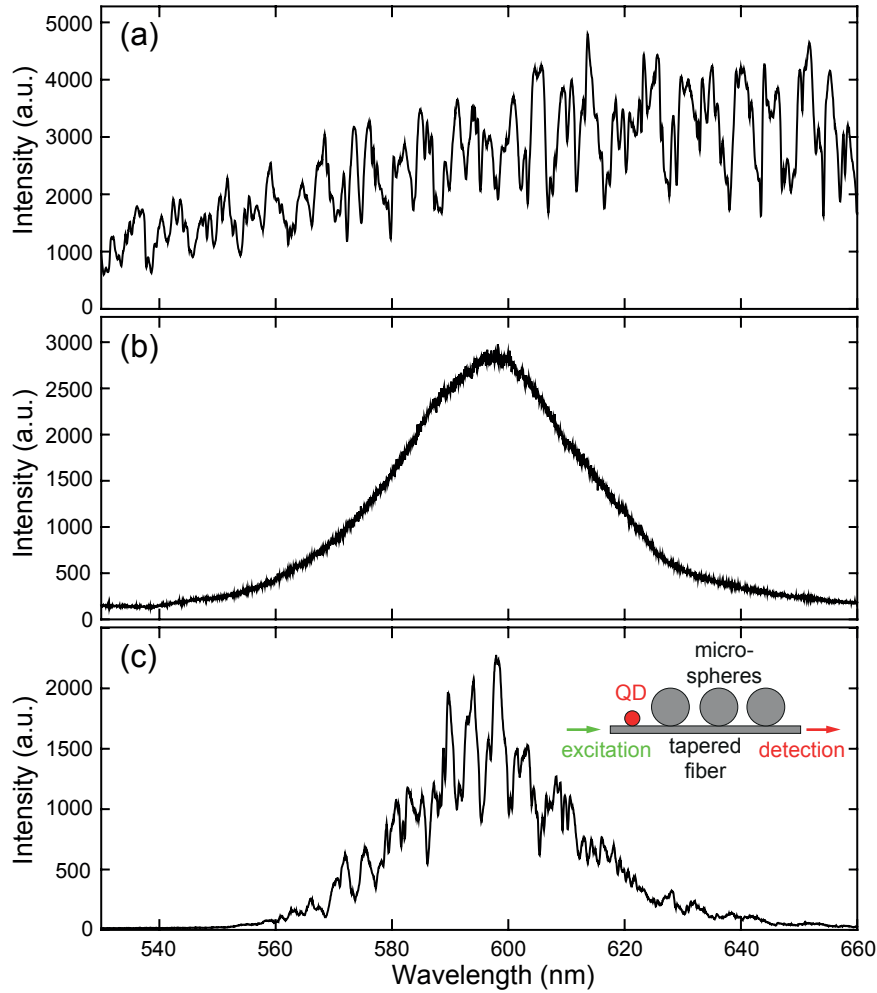 (a)
Intensity (a.u.)
5000
4000
3000
2000
1000
0
(b)
Intensity (a.u.)
3000
2500
2000
1500
1000
500
0
(c)
Intensity (a.u.)
2000
1500
1000
500
0
micro-
spheres
QD
excitation
tapered
fiber
detection
540 560 580 600 620 640 660
Wavelength (nm)